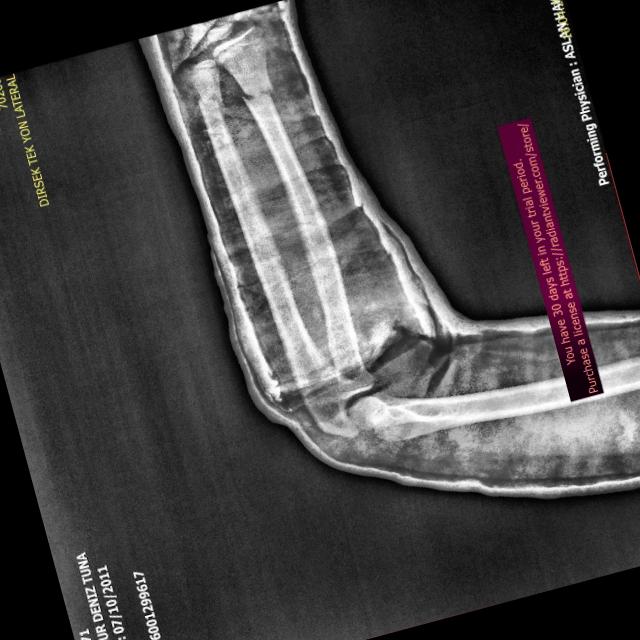 DIRSEK TEK YON LATERAL
Performing Physician : ASLANHAN
You have 30 days left in your trial period.
Purchase a license at https://radiantviewer.com/store/
UR DENIZ TUNA
: 07/10/2011
6001299617